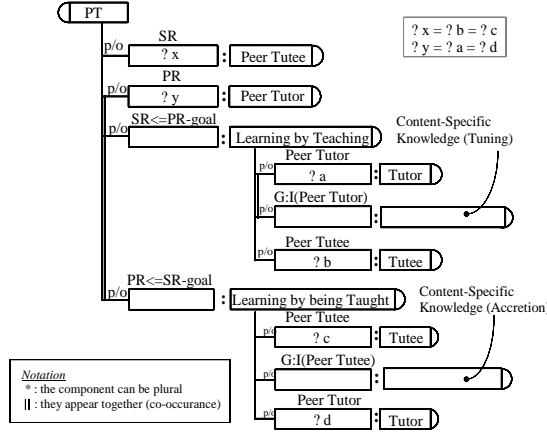 PT
? x = ? b = ? c
? y = ? a = ? d
SR
p/o ? x : Peer Tutee
PR
p/o ? y : Peer Tutor
SR<=PR-goal
p/o : Learning by Teaching
Content-Specific
Knowledge (Tuning)
Peer Tutor
p/o ? a : Tutor
G:I(Peer Tutor)
p/o :
Peer Tutee
p/o ? b : Tutee
PR<=SR-goal
p/o : Learning by being Taught
Content-Specific
Knowledge (Accretion)
Peer Tutee
p/o ? c : Tutee
G:I(Peer Tutee)
p/o :
Peer Tutor
p/o ? d : Tutor
Notation
* : the component can be plural
|| : they appear together (co-occurance)